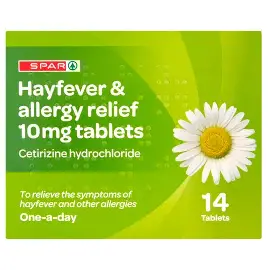 SPAR
Hayfever &
allergy relief
10mg tablets
Cetirizine hydrochloride
To relieve the symptoms of
hayfever and other allergies
One-a-day
14
Tablets